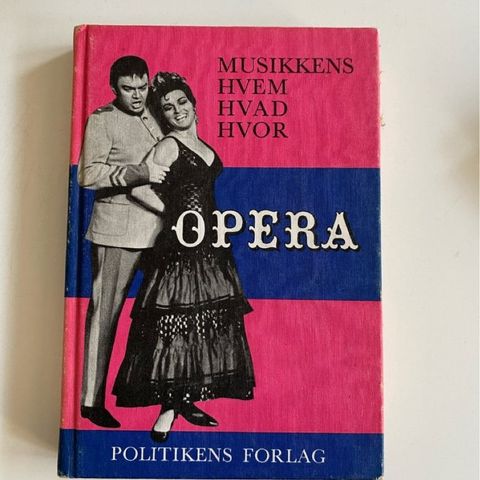 MUSIKKENS
HVEM
HVAD
HVOR
OPERA
POLITIKENS FORLAG